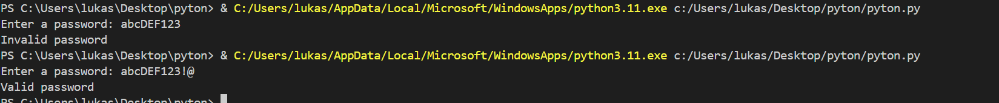 PS C:\Users\lukas\Desktop\pyton> & C:/Users/lukas/AppData/Local/Microsoft/WindowsApps/python3.11.exe c:/Users/lukas/Desktop/pyton/pyton.py
Enter a password: abcDEF123
Invalid password
PS C:\Users\lukas\Desktop\pyton> & C:/Users/lukas/AppData/Local/Microsoft/WindowsApps/python3.11.exe c:/Users/lukas/Desktop/pyton/pyton.py
Enter a password: abcDEF123!@
Valid password
PS C:\Users\lukas\Desktop\pyton>